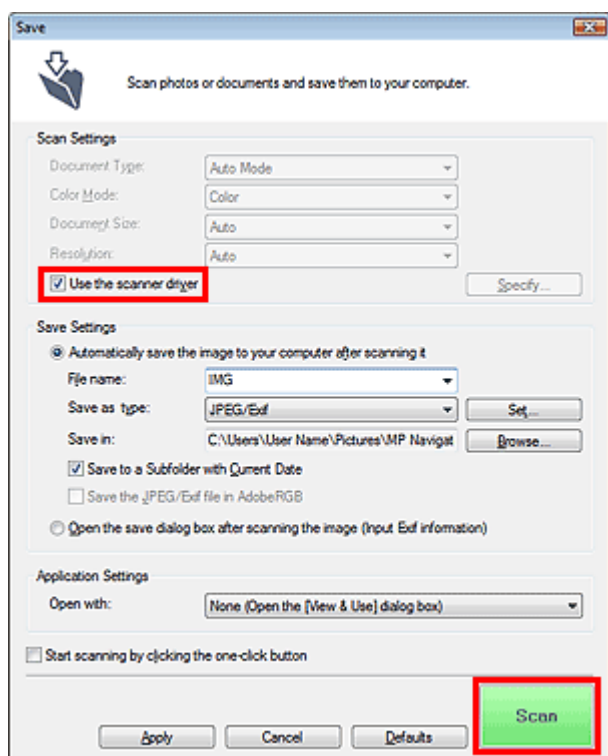 Save
Scan photos or documents and save them to your computer.
Scan Settings
Document Type: Auto Mode
Color Mode: Color
Document Size: Auto
Resolution: Auto
Use the scanner driver Specify...
Save Settings
Automatically save the image to your computer after scanning it
File name: IMG
Save as type: JPEG/Exif Set...
Save in: C:\Users\User Name\Pictures\MP Navigat Browse...
Save to a Subfolder with Current Date
Save the JPEG/Exif file in AdobeRGB
Open the save dialog box after scanning the image (Input Exif information)
Application Settings
Open with: None (Open the [View & Use] dialog box)
Start scanning by clicking the one-click button
Scan
Apply Cancel Defaults